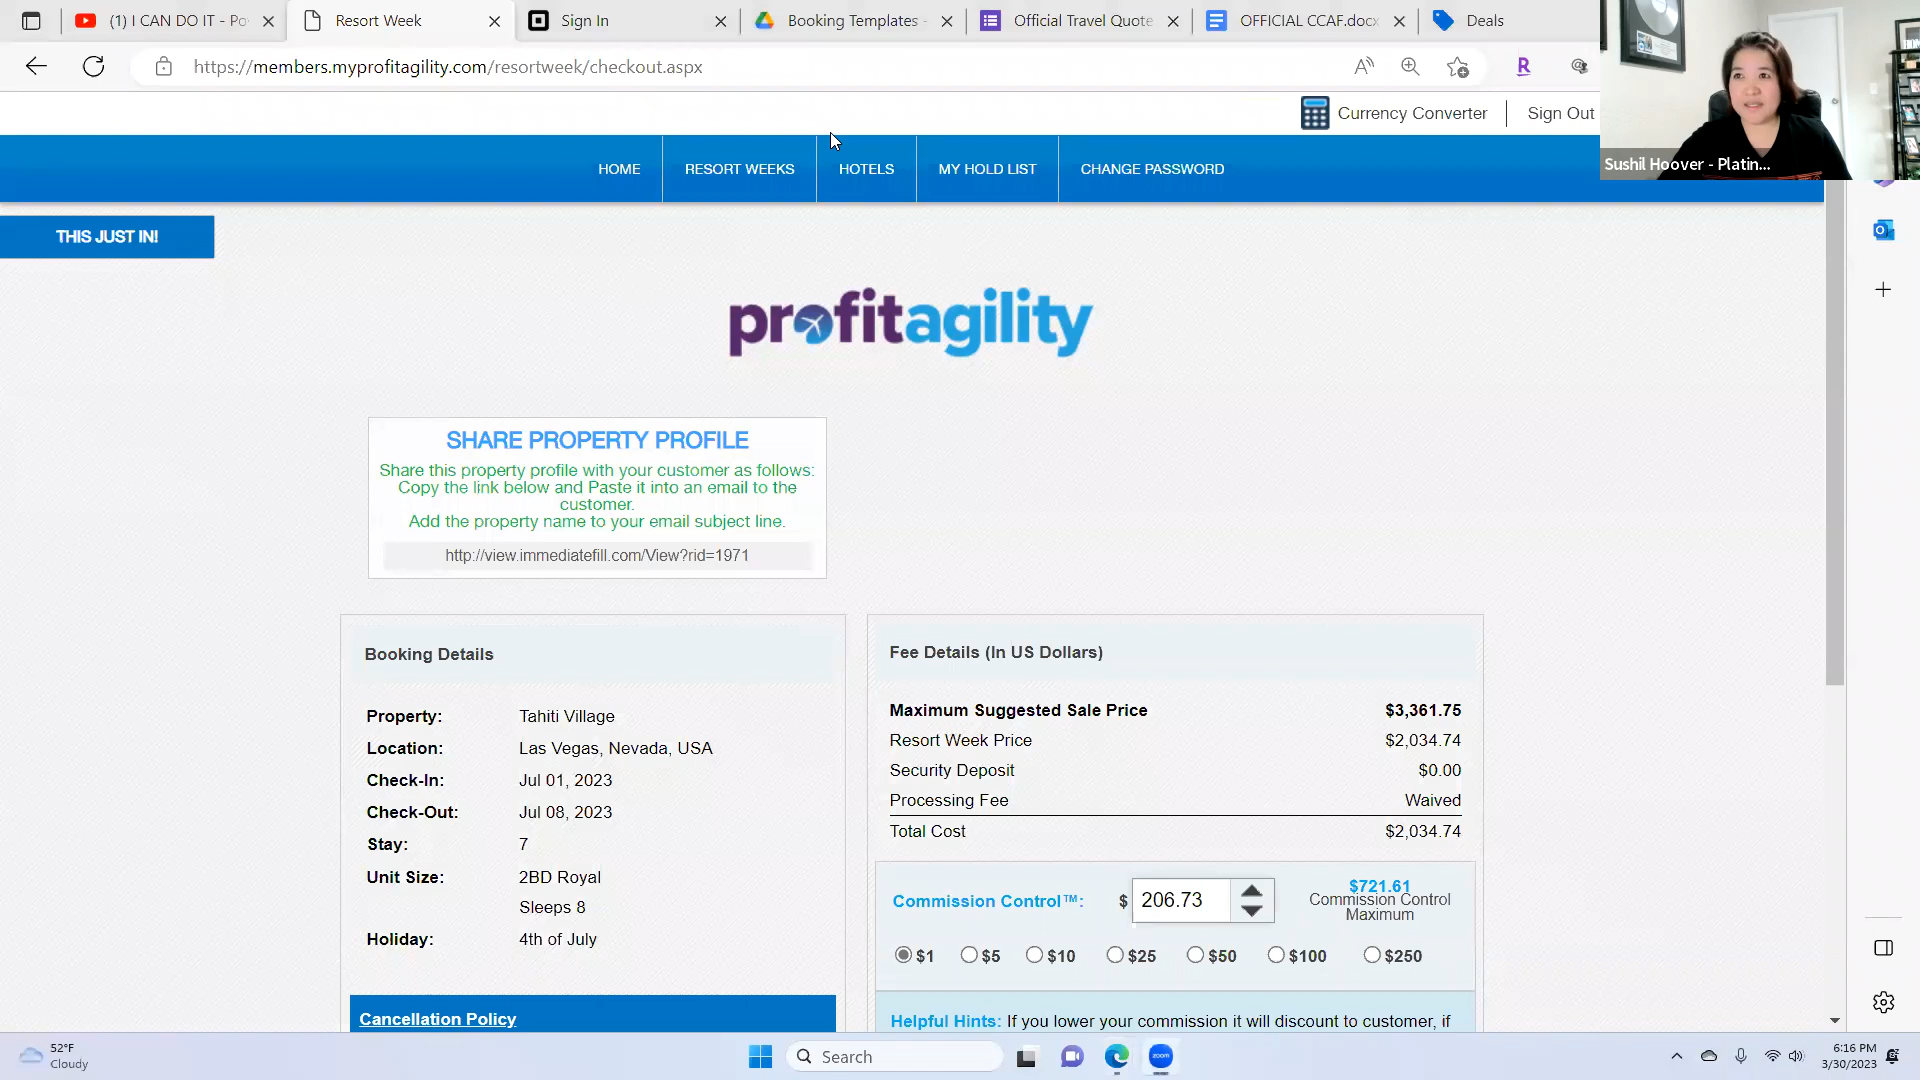 (1) I CAN DO IT - Po
Resort Week
Sign In
Booking Templates -
Official Travel Quote
OFFICIAL CCAF.docx
Deals
https://members.myprofitagility.com/resortweek/checkout.aspx
Currency Converter
Sign Out
Sushil Hoover - Platin...
HOME
RESORT WEEKS
HOTELS
MY HOLD LIST
CHANGE PASSWORD
THIS JUST IN!
profitagility
SHARE PROPERTY PROFILE
Share this property profile with your customer as follows:
Copy the link below and Paste it into an email to the
customer.
Add the property name to your email subject line.
http://view.immediatefill.com/View?rid=1971
Booking Details
Property: Tahiti Village
Location: Las Vegas, Nevada, USA
Check-In: Jul 01, 2023
Check-Out: Jul 08, 2023
Stay: 7
Unit Size: 2BD Royal
Sleeps 8
Holiday: 4th of July
Cancellation Policy
Fee Details (In US Dollars)
Maximum Suggested Sale Price $3,361.75
Resort Week Price $2,034.74
Security Deposit $0.00
Processing Fee Waived
Total Cost $2,034.74
Commission Control™: $ 206.73
$721.61
Commission Control
Maximum
$1 $5 $10 $25 $50 $100 $250
Helpful Hints: If you lower your commission it will discount to customer, if
52°F
Cloudy
Search
zoom
6:16 PM
3/30/2023